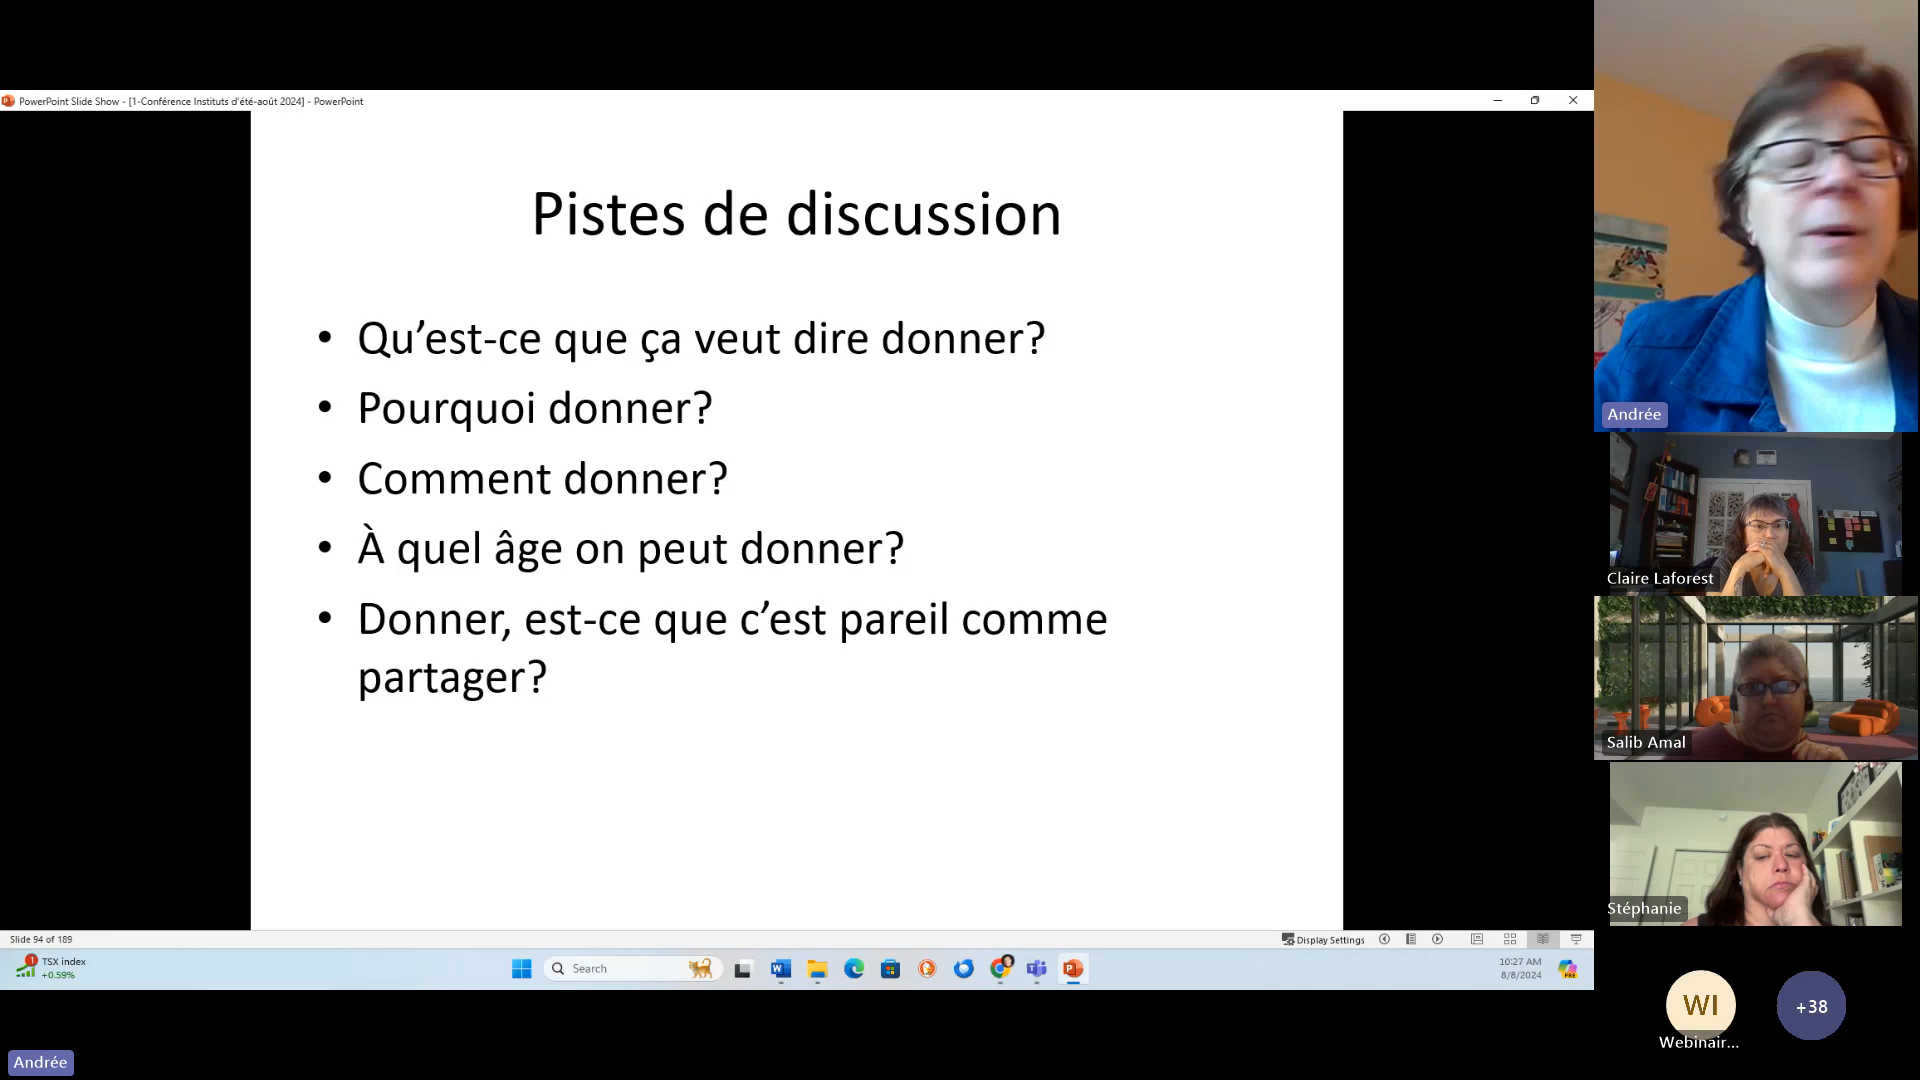 PowerPoint Slide Show - [1-Conférence Instituts d'été-août 2024] - PowerPoint
Pistes de discussion
• Qu’est-ce que ça veut dire donner?
• Pourquoi donner?
• Comment donner?
• À quel âge on peut donner?
• Donner, est-ce que c’est pareil comme
partager?
Andrée
Claire Laforest
Salib Amal
Stéphanie
Slide 94 of 189
Display Settings
1
TSX index
+0.59%
Search
10:27 AM
8/8/2024
PRE
WI
+38
Webinair...
Andrée